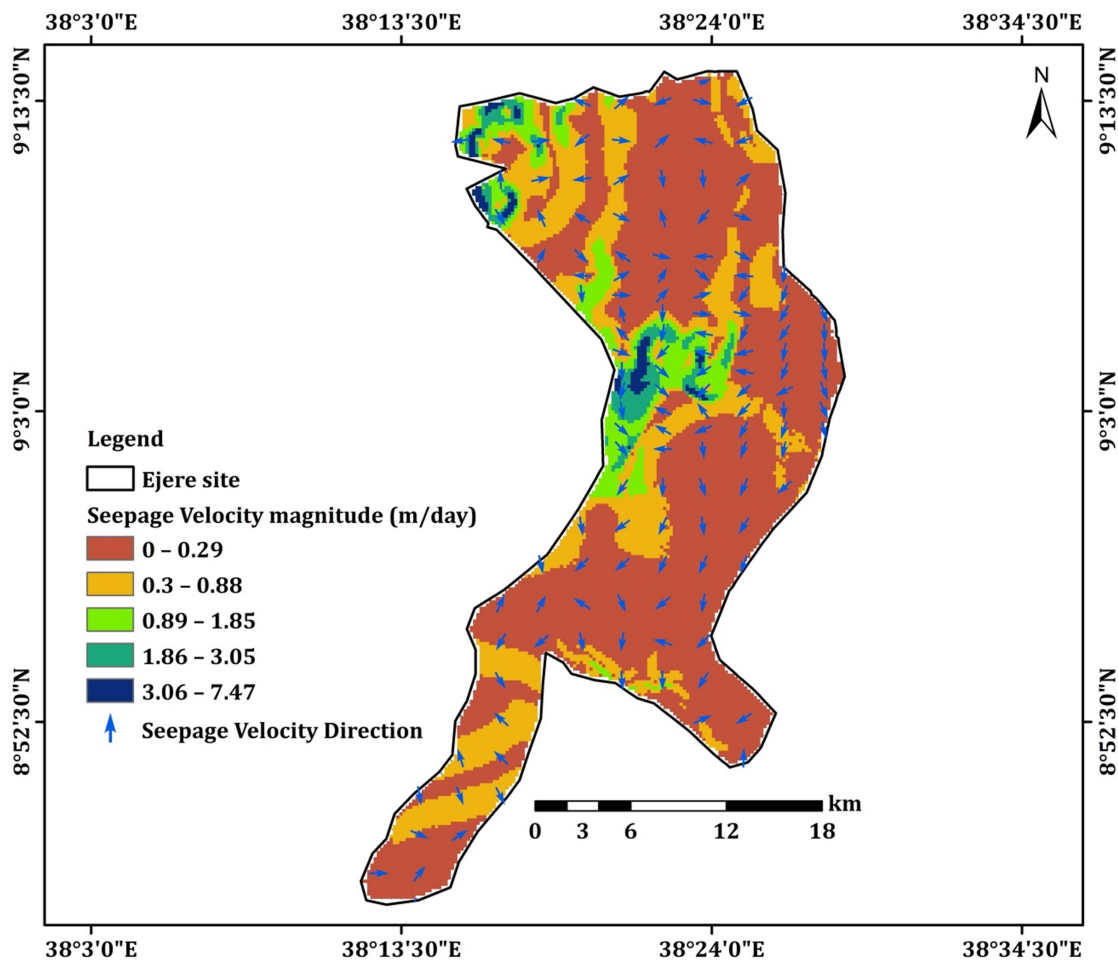 38°3'0"E 38°13'30"E 38°24'0"E 38°34'30"E
N
9°13'30"N
9°13'30"N
9°3'0"N
9°3'0"N
8°52'30"N
8°52'30"N
Legend
Ejere site
Seepage Velocity magnitude (m/day)
0 – 0.29
0.3 – 0.88
0.89 – 1.85
1.86 – 3.05
3.06 – 7.47
Seepage Velocity Direction
km
0 3 6 12 18
38°3'0"E 38°13'30"E 38°24'0"E 38°34'30"E